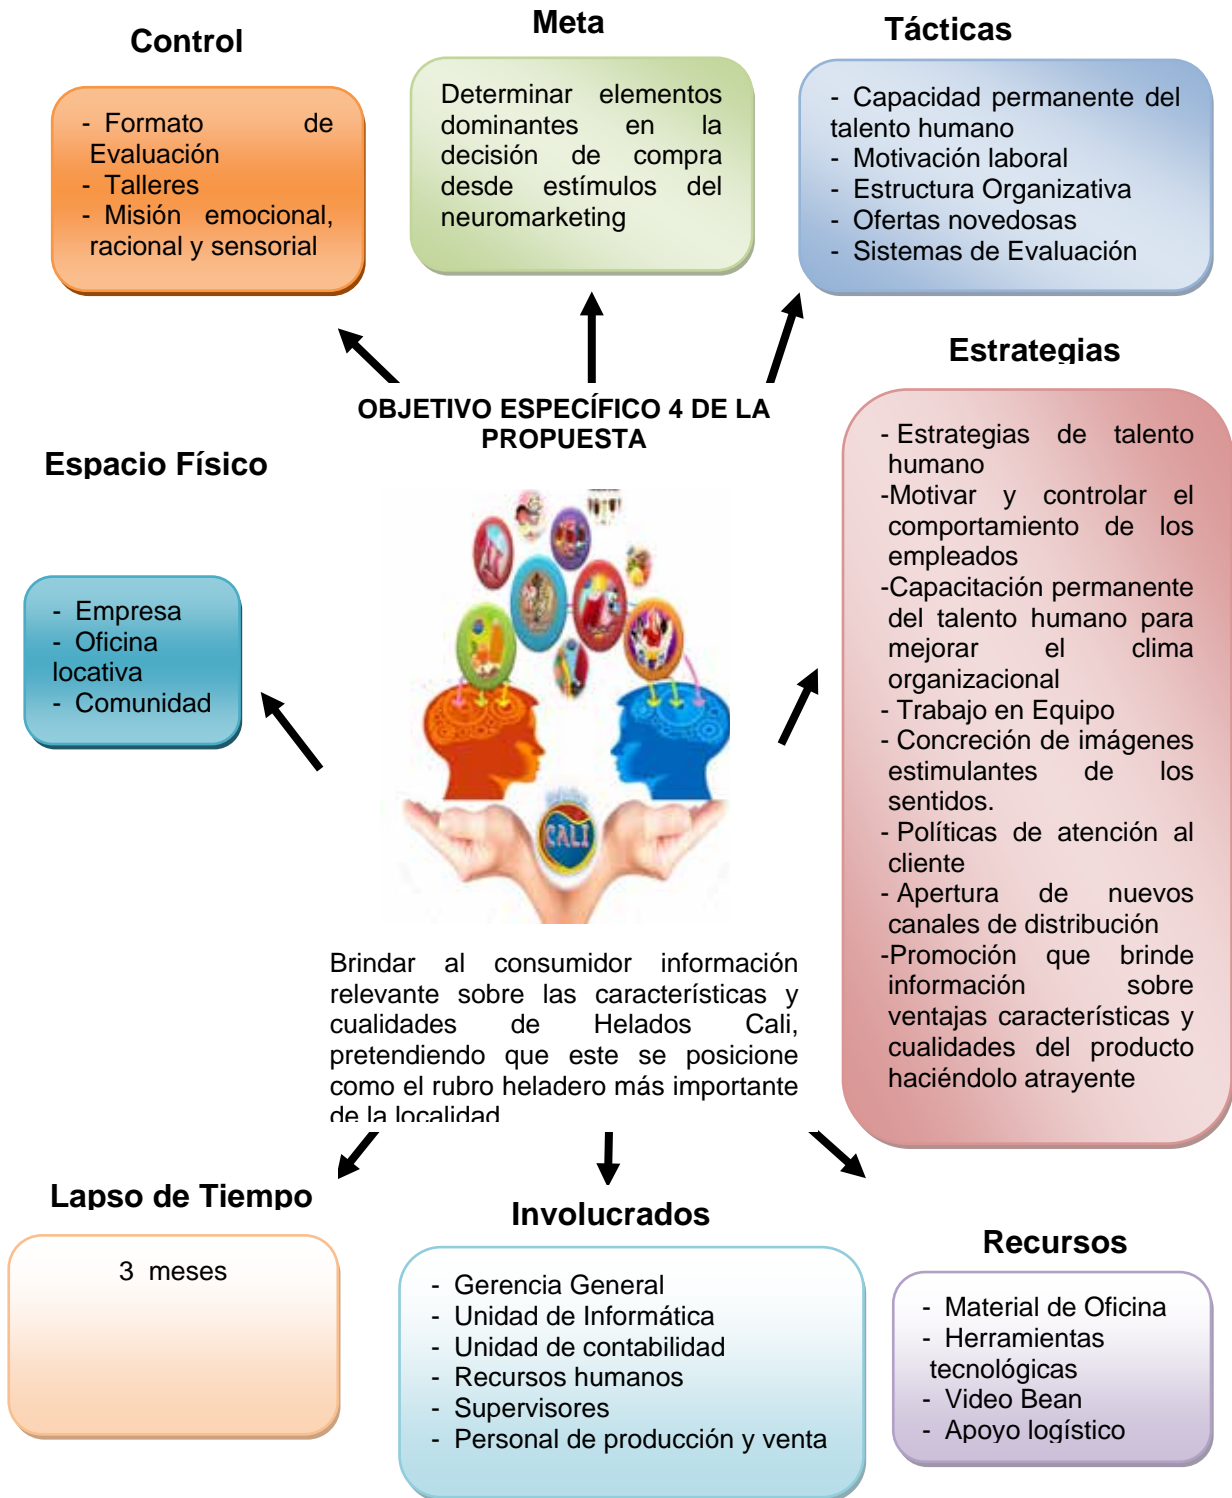 Control
- Formato de
Evaluación
- Talleres
- Misión emocional,
racional y sensorial
Meta
Determinar elementos
dominantes en la
decisión de compra
desde estímulos del
neuromarketing
Tácticas
- Capacidad permanente del
talento humano
- Motivación laboral
- Estructura Organizativa
- Ofertas novedosas
- Sistemas de Evaluación
OBJETIVO ESPECÍFICO 4 DE LA
PROPUESTA
Espacio Físico
- Empresa
- Oficina
locativa
- Comunidad
CALI
Estrategias
- Estrategias de talento
humano
-Motivar y controlar el
comportamiento de los
empleados
-Capacitación permanente
del talento humano para
mejorar el clima
organizacional
- Trabajo en Equipo
- Concreción de imágenes
estimulantes de los
sentidos.
- Políticas de atención al
cliente
- Apertura de nuevos
canales de distribución
-Promoción que brinde
información sobre
ventajas características y
cualidades del producto
haciéndolo atrayente
Brindar al consumidor información
relevante sobre las características y
cualidades de Helados Cali,
pretendiendo que este se posicione
como el rubro heladero más importante
de la localidad
Lapso de Tiempo
3 meses
Involucrados
- Gerencia General
- Unidad de Informática
- Unidad de contabilidad
- Recursos humanos
- Supervisores
- Personal de producción y venta
Recursos
- Material de Oficina
- Herramientas
tecnológicas
- Video Bean
- Apoyo logístico